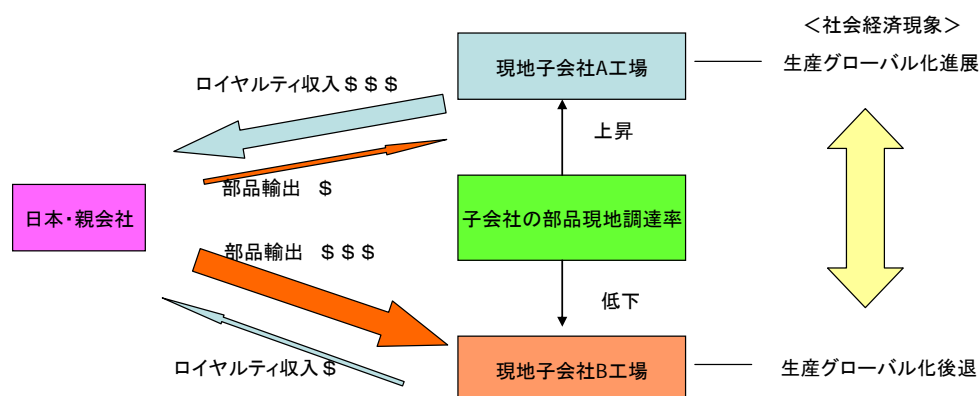 ＜社会経済現象＞
現地子会社A工場
生産グローバル化進展
ロイヤルティ収入＄＄＄
上昇
部品輸出　＄
日本・親会社
子会社の部品現地調達率
部品輸出　＄＄＄
低下
ロイヤルティ収入＄
現地子会社B工場
生産グローバル化後退